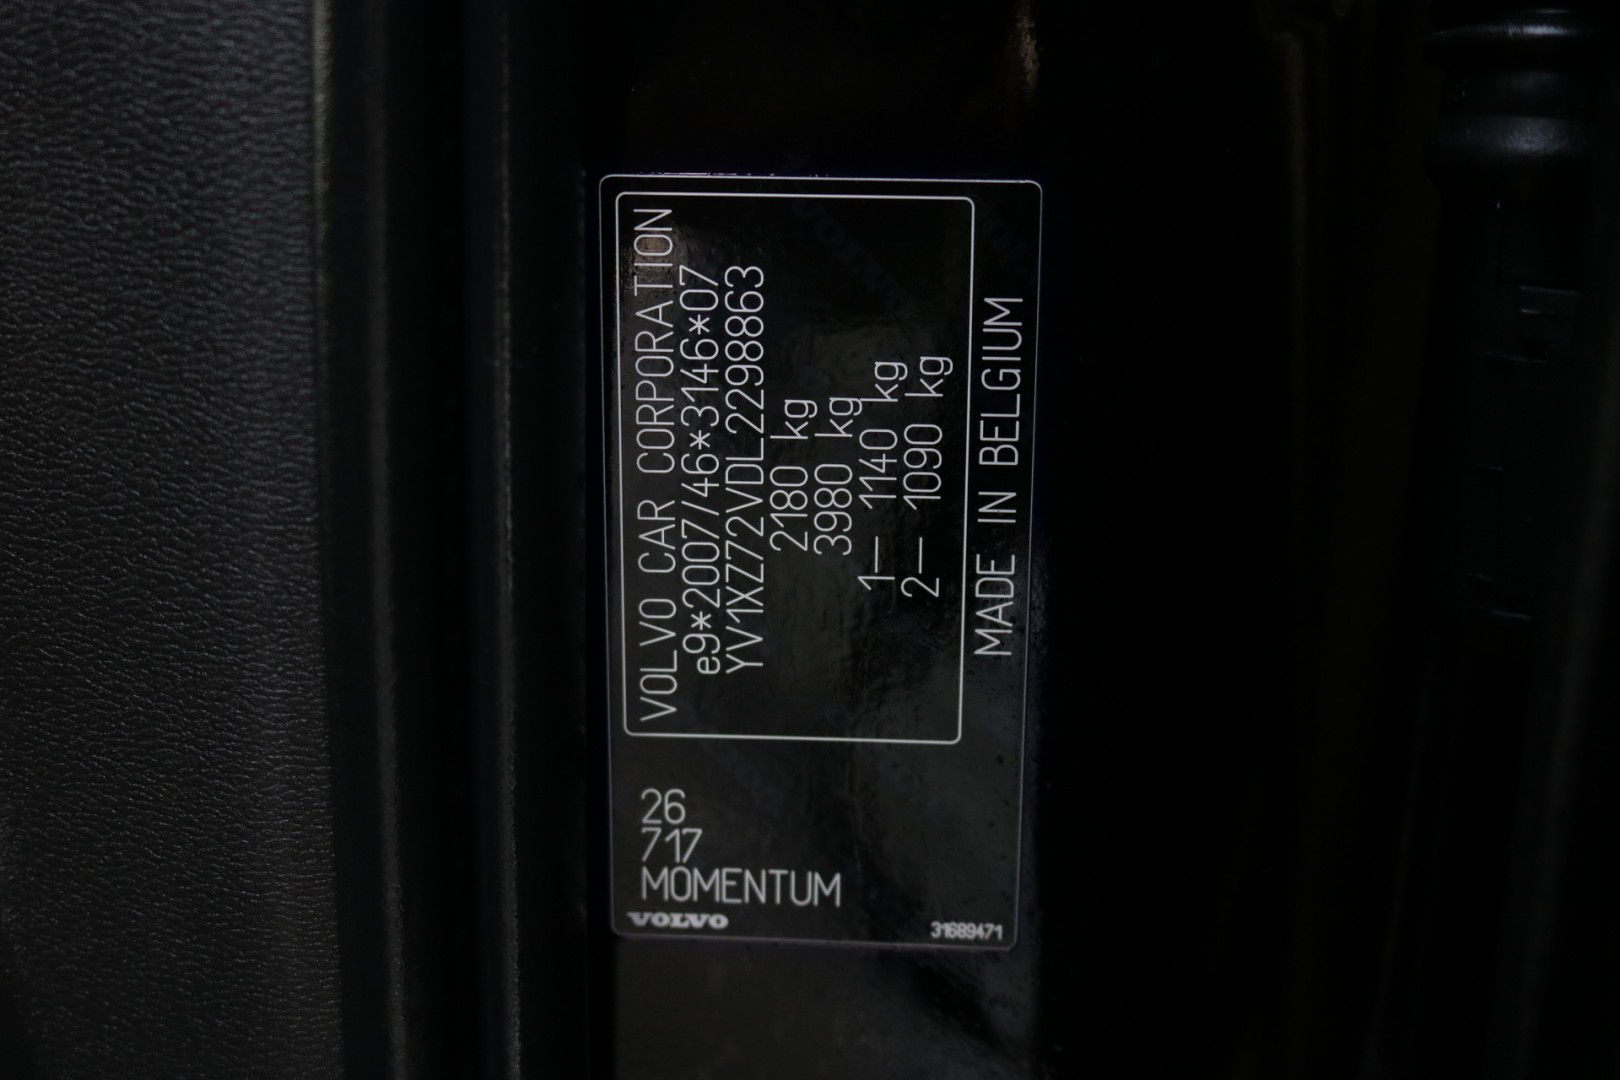 VOLVO CAR CORPORATION
e9*2007/46*3146*07
YV1XZ72VDL2298863
2180 kg
3980 kg
1— 1140 kg
2— 1090 kg
MADE IN BELGIUM
26
717
MOMENTUM
VOLVO
31689471